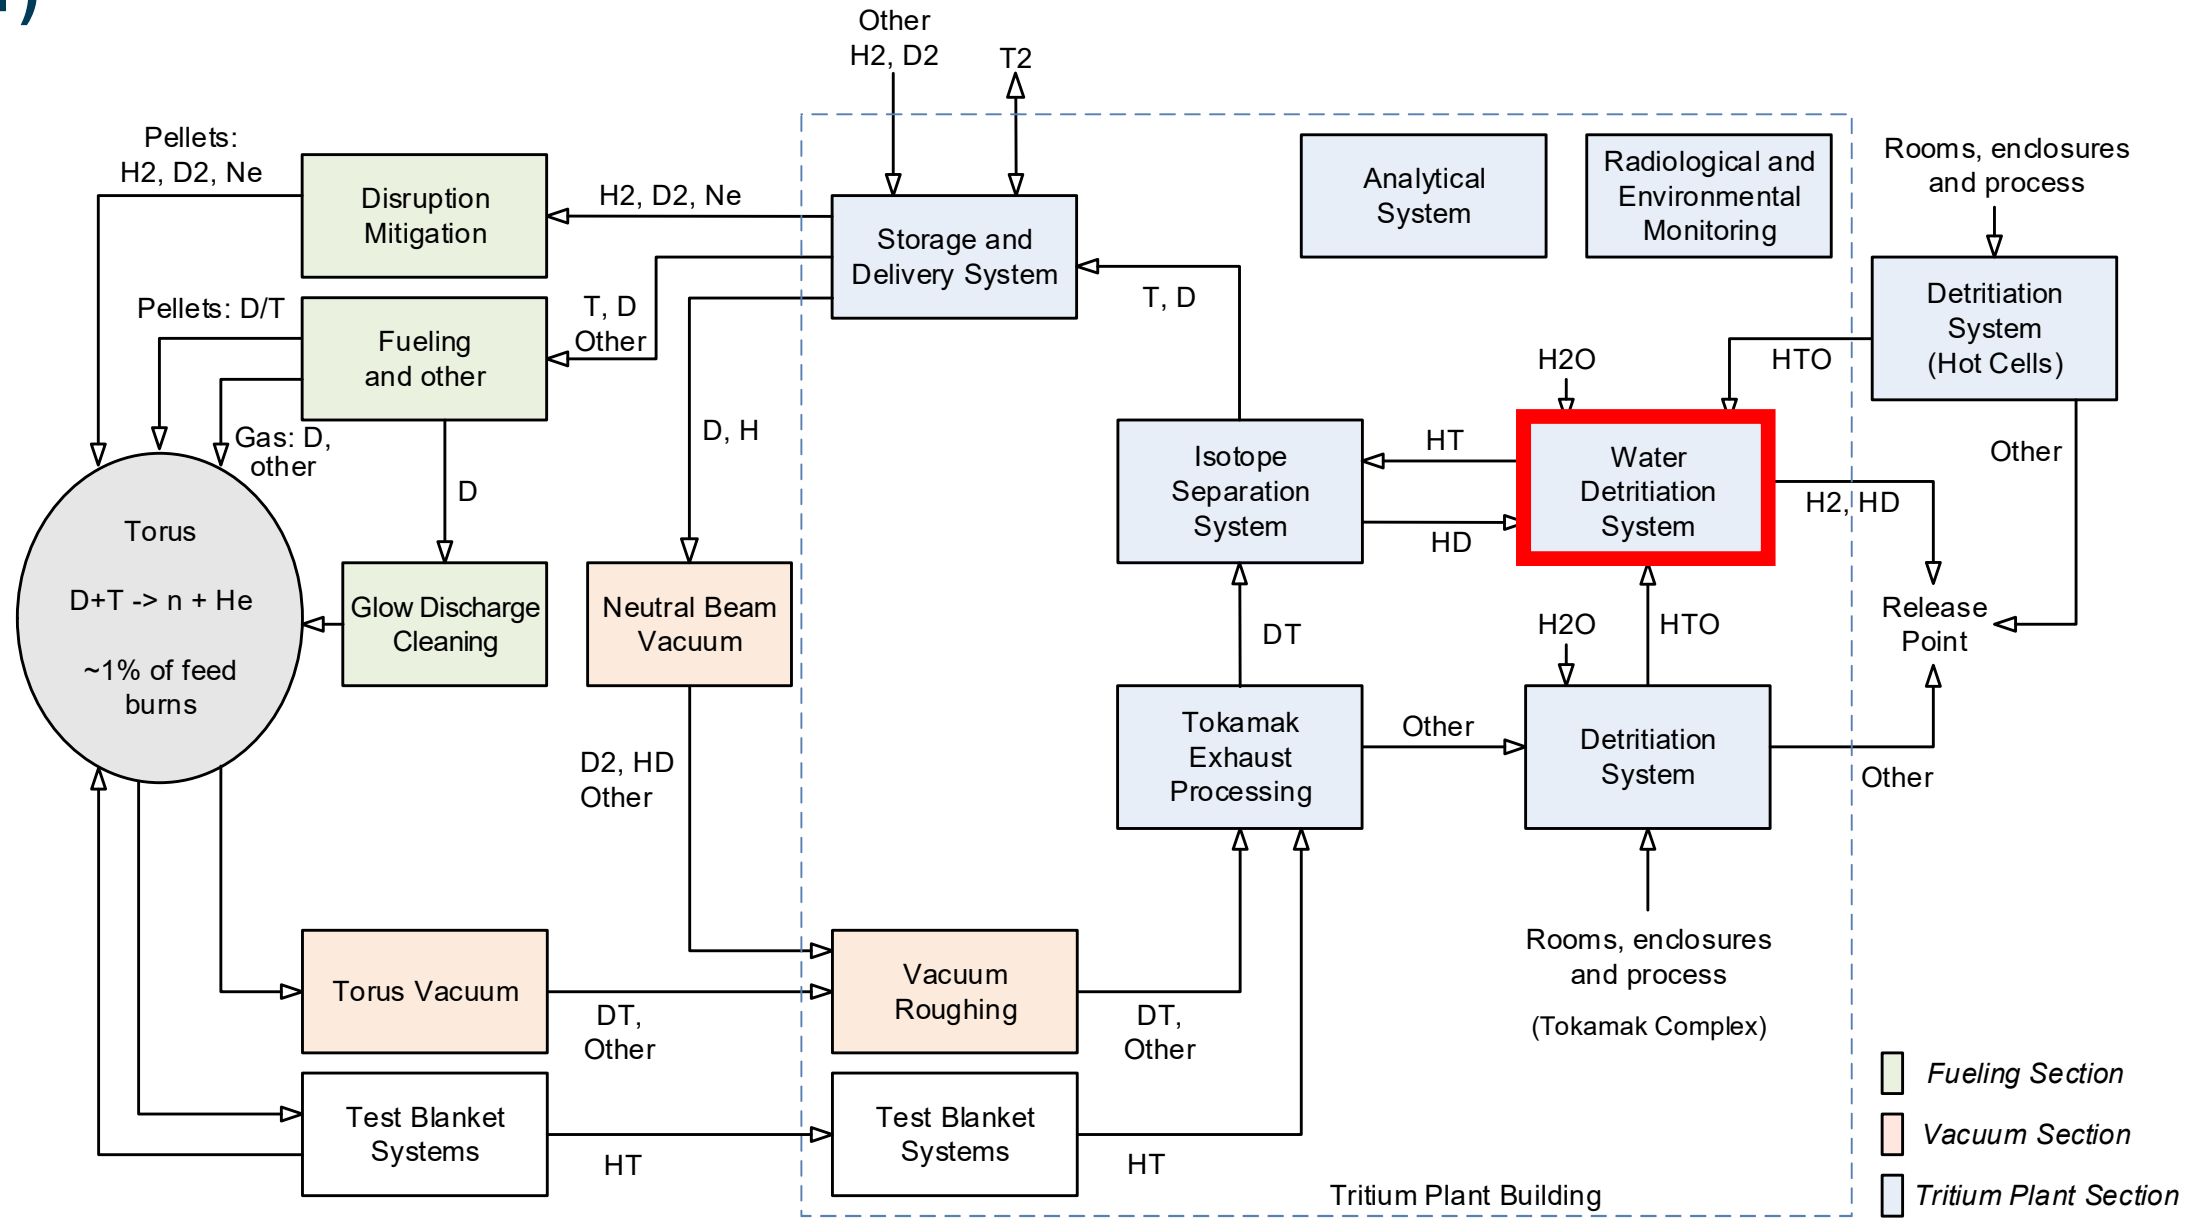 Other
H2, D2
T2
Pellets:
H2, D2, Ne
Disruption
Mitigation
H2, D2, Ne
Storage and
Delivery System
Analytical
System
Radiological and
Environmental
Monitoring
Rooms, enclosures
and process
Detritiation
System
(Hot Cells)
Pellets: D/T
Fueling
and other
T, D
Other
T, D
Gas: D,
other
D
D, H
H2O
HTO
Isotope
Separation
System
HT
HD
Water
Detritiation
System
H2, HD
Other
Torus
D+T -> n + He
~1% of feed
burns
Glow Discharge
Cleaning
Neutral Beam
Vacuum
DT
H2O
HTO
Release
Point
D2, HD
Other
Tokamak
Exhaust
Processing
Other
Detritiation
System
Other
Torus Vacuum
DT,
Other
Vacuum
Roughing
DT,
Other
Rooms, enclosures
and process
(Tokamak Complex)
Test Blanket
Systems
HT
Test Blanket
Systems
HT
Tritium Plant Building
Fueling Section
Vacuum Section
Tritium Plant Section